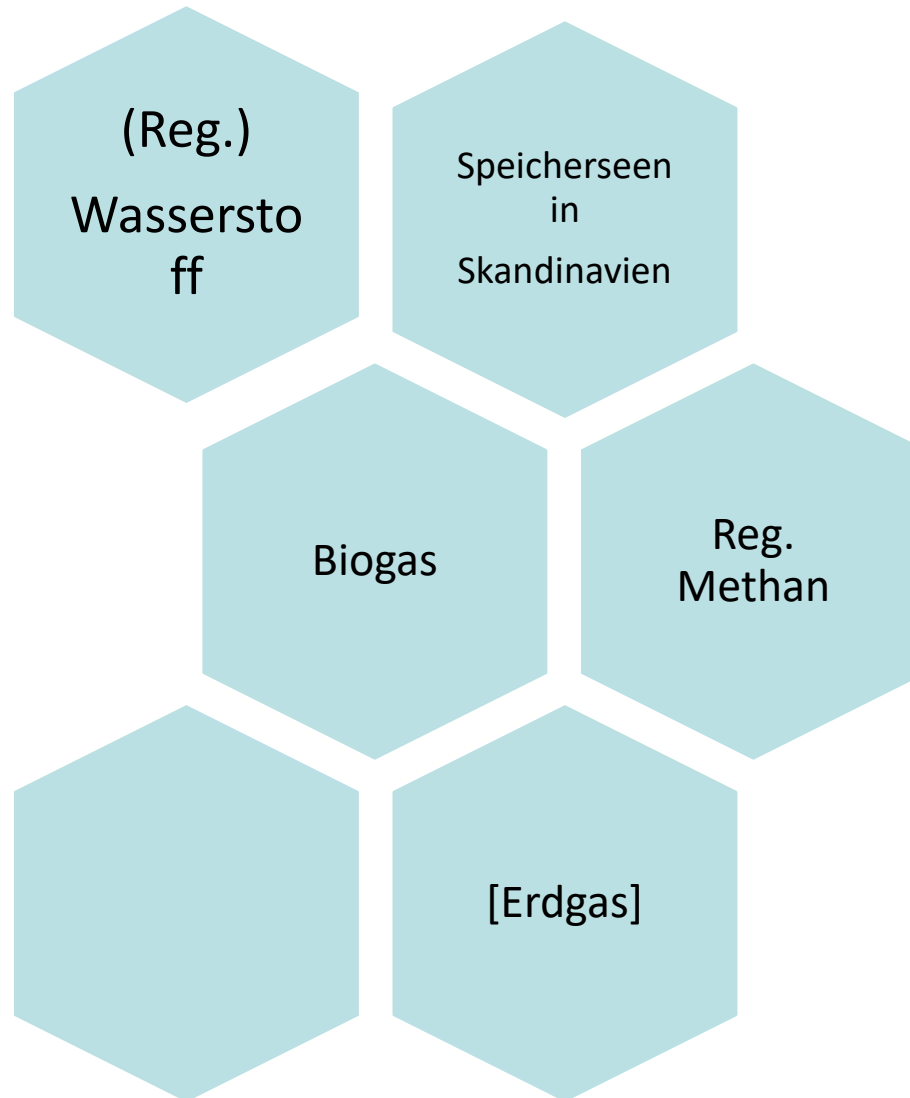 (Reg.)
Wassersto
ff
Speicherseen
in
Skandinavien
Biogas
Reg.
Methan
[Erdgas]